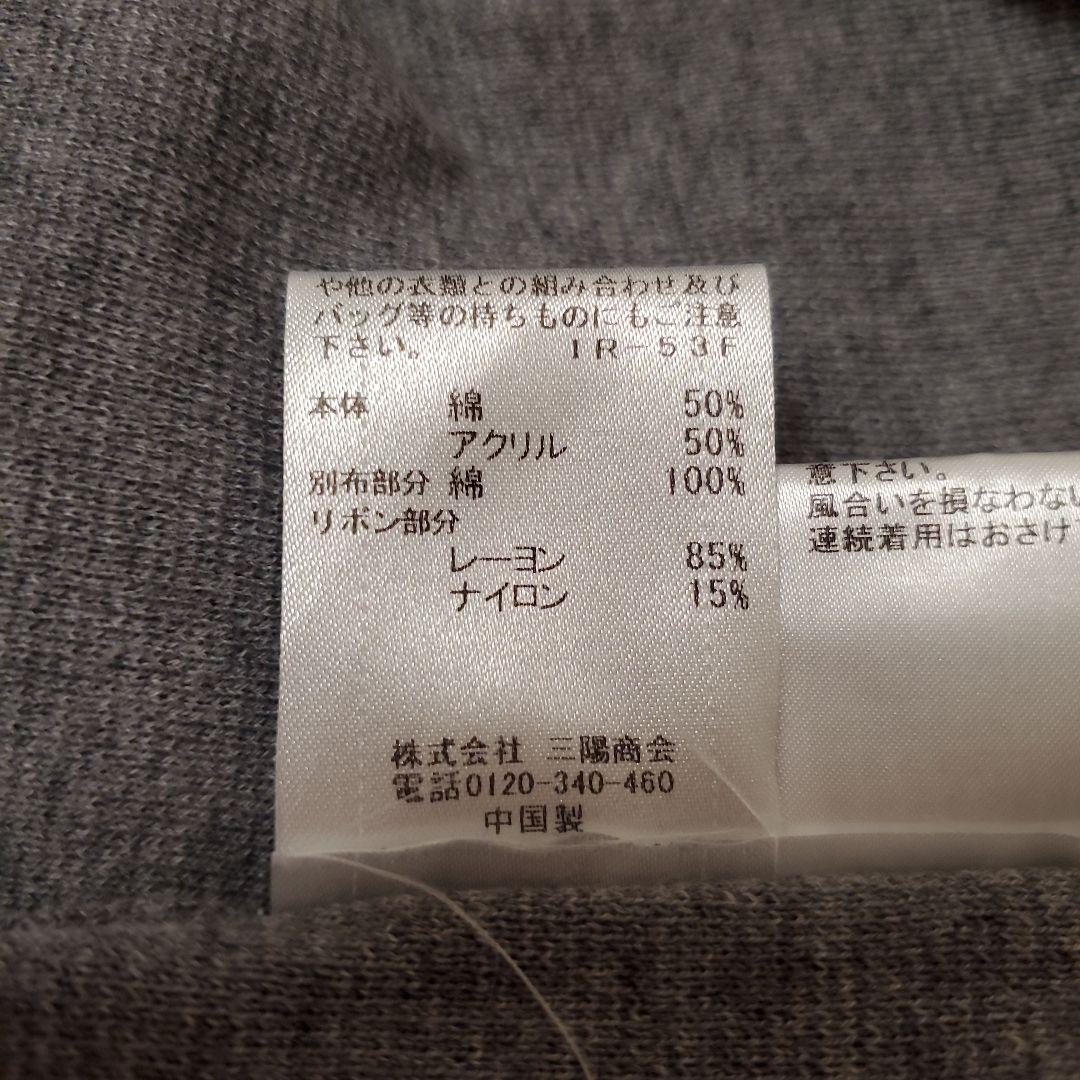 や他の衣類との組み合わせ及び
バッグ等の持ちものにもご注意
下さい。 IR-53F
本体 綿 50%
アクリル 50%
別布部分 綿 100%
リボン部分
レーヨン 85%
ナイロン 15%
株式会社 三陽商会
電話0120-340-460
中国製
意下さい。
風合いを損なわない
連続着用はおさけ